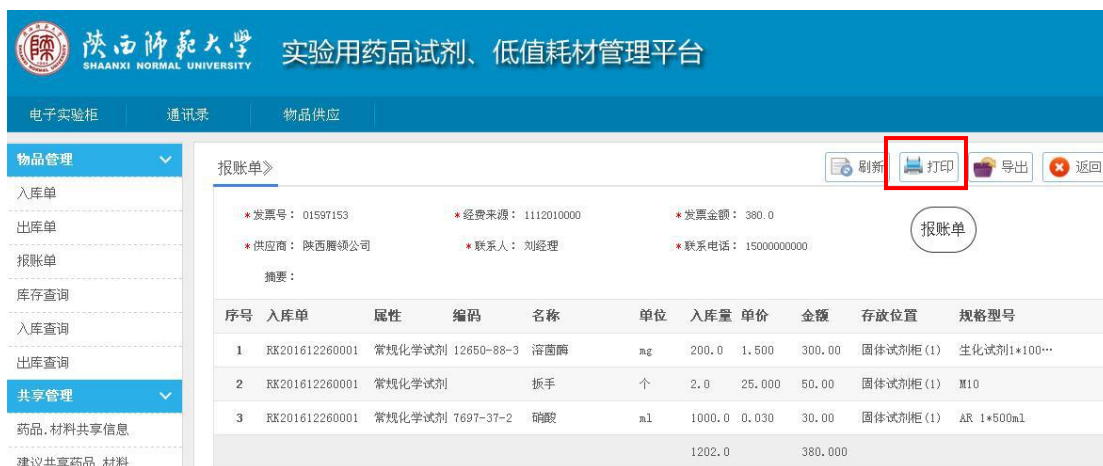 陕西师范大学 实验用药品试剂、低值耗材管理平台
SHAANXI NORMAL UNIVERSITY
电子实验柜 通讯录 物品供应
物品管理
入库单
出库单
报账单
库存查询
入库查询
出库查询
共享管理
药品.材料共享信息
建议共享药品.材料
报账单》 刷新 打印 导出 返回
*发票号： 01597153 *经费来源： 1112010000 *发票金额： 380.0
报账单
*供应商： 陕西腾领公司 *联系人： 刘经理 *联系电话： 15000000000
摘要：
序号 入库单 属性 编码 名称 单位 入库量 单价 金额 存放位置 规格型号
1 RK201612260001 常规化学试剂 12650-88-3 溶菌酶 mg 200.0 1.500 300.00 固体试剂柜(1) 生化试剂1*100…
2 RK201612260001 常规化学试剂 扳手 个 2.0 25.000 50.00 固体试剂柜(1) M10
3 RK201612260001 常规化学试剂 7697-37-2 硝酸 ml 1000.0 0.030 30.00 固体试剂柜(1) AR 1*500ml
1202.0 380.000